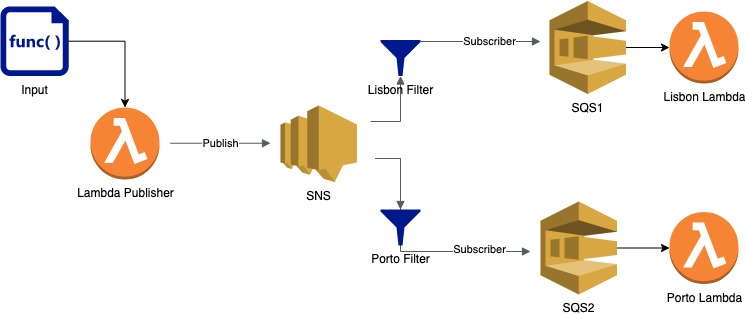 func( )
Input
Lambda Publisher
Publish
SNS
Lisbon Filter
Subscriber
SQS1
Lisbon Lambda
Porto Filter
Subscriber
SQS2
Porto Lambda